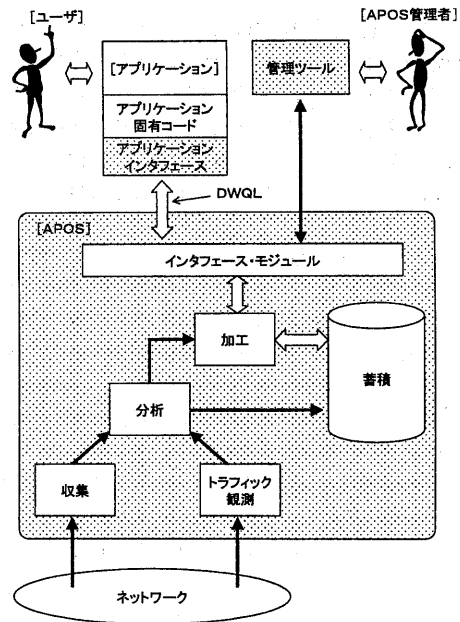 [ユーザ]
[APOS管理者]
[アプリケーション]
管理ツール
アプリケーション
固有コード
アプリケーション
インタフェース
DWQL
[APOS]
インタフェース・モジュール
加工
蓄積
分析
収集
トラフィック
観測
ネットワーク